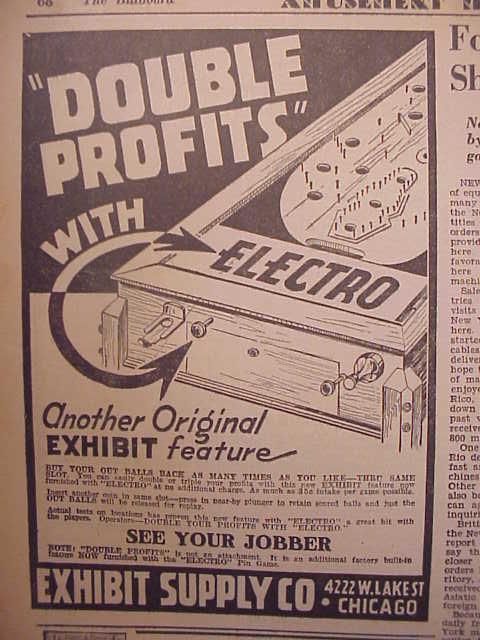 68 The Billboard AMUSEMENT
"DOUBLE
PROFITS"
WITH
ELECTRO
Another Original
EXHIBIT feature
BUY YOUR OUT BALLS BACK AS MANY TIMES AS YOU LIKE—THRU SAME
SLOT. You can easily double or triple your profits with this new EXHIBIT feature now
furnished with "ELECTRO" at no additional charge. As much as 35c intake per game possible.
Insert another coin in same slot—press in near-by plunger to retain scored balls and just the
OUT BALLS will be released for replay.
Actual tests on locations have proven this new feature with "ELECTRO" a great hit with
the players. Operators—DOUBLE YOUR PROFITS WITH "ELECTRO."
SEE YOUR JOBBER
NOTE: "DOUBLE PROFITS" is not an attachment. It is an additional factory built-in
feature NOW furnished with the "ELECTRO" Pin Game.
EXHIBIT SUPPLY CO • 4222 W. LAKE ST
CHICAGO
Fo
Sh
by
go
NEW
of equ
many
the N
titles
orders
provid
here
favora
here
machi
Sale
tries
visits
New Y
here.
starte
cables
delive
hope t
of ma
enjoye
Rico,
down
past
receive
800 m
One
Rio de
fast a
chines
Other
also b
can a
inquiri
Briti
the Ne
report
say th
closer
orders
ritory,
receive
Asiatic
foreign
Becau
daily fr
York m